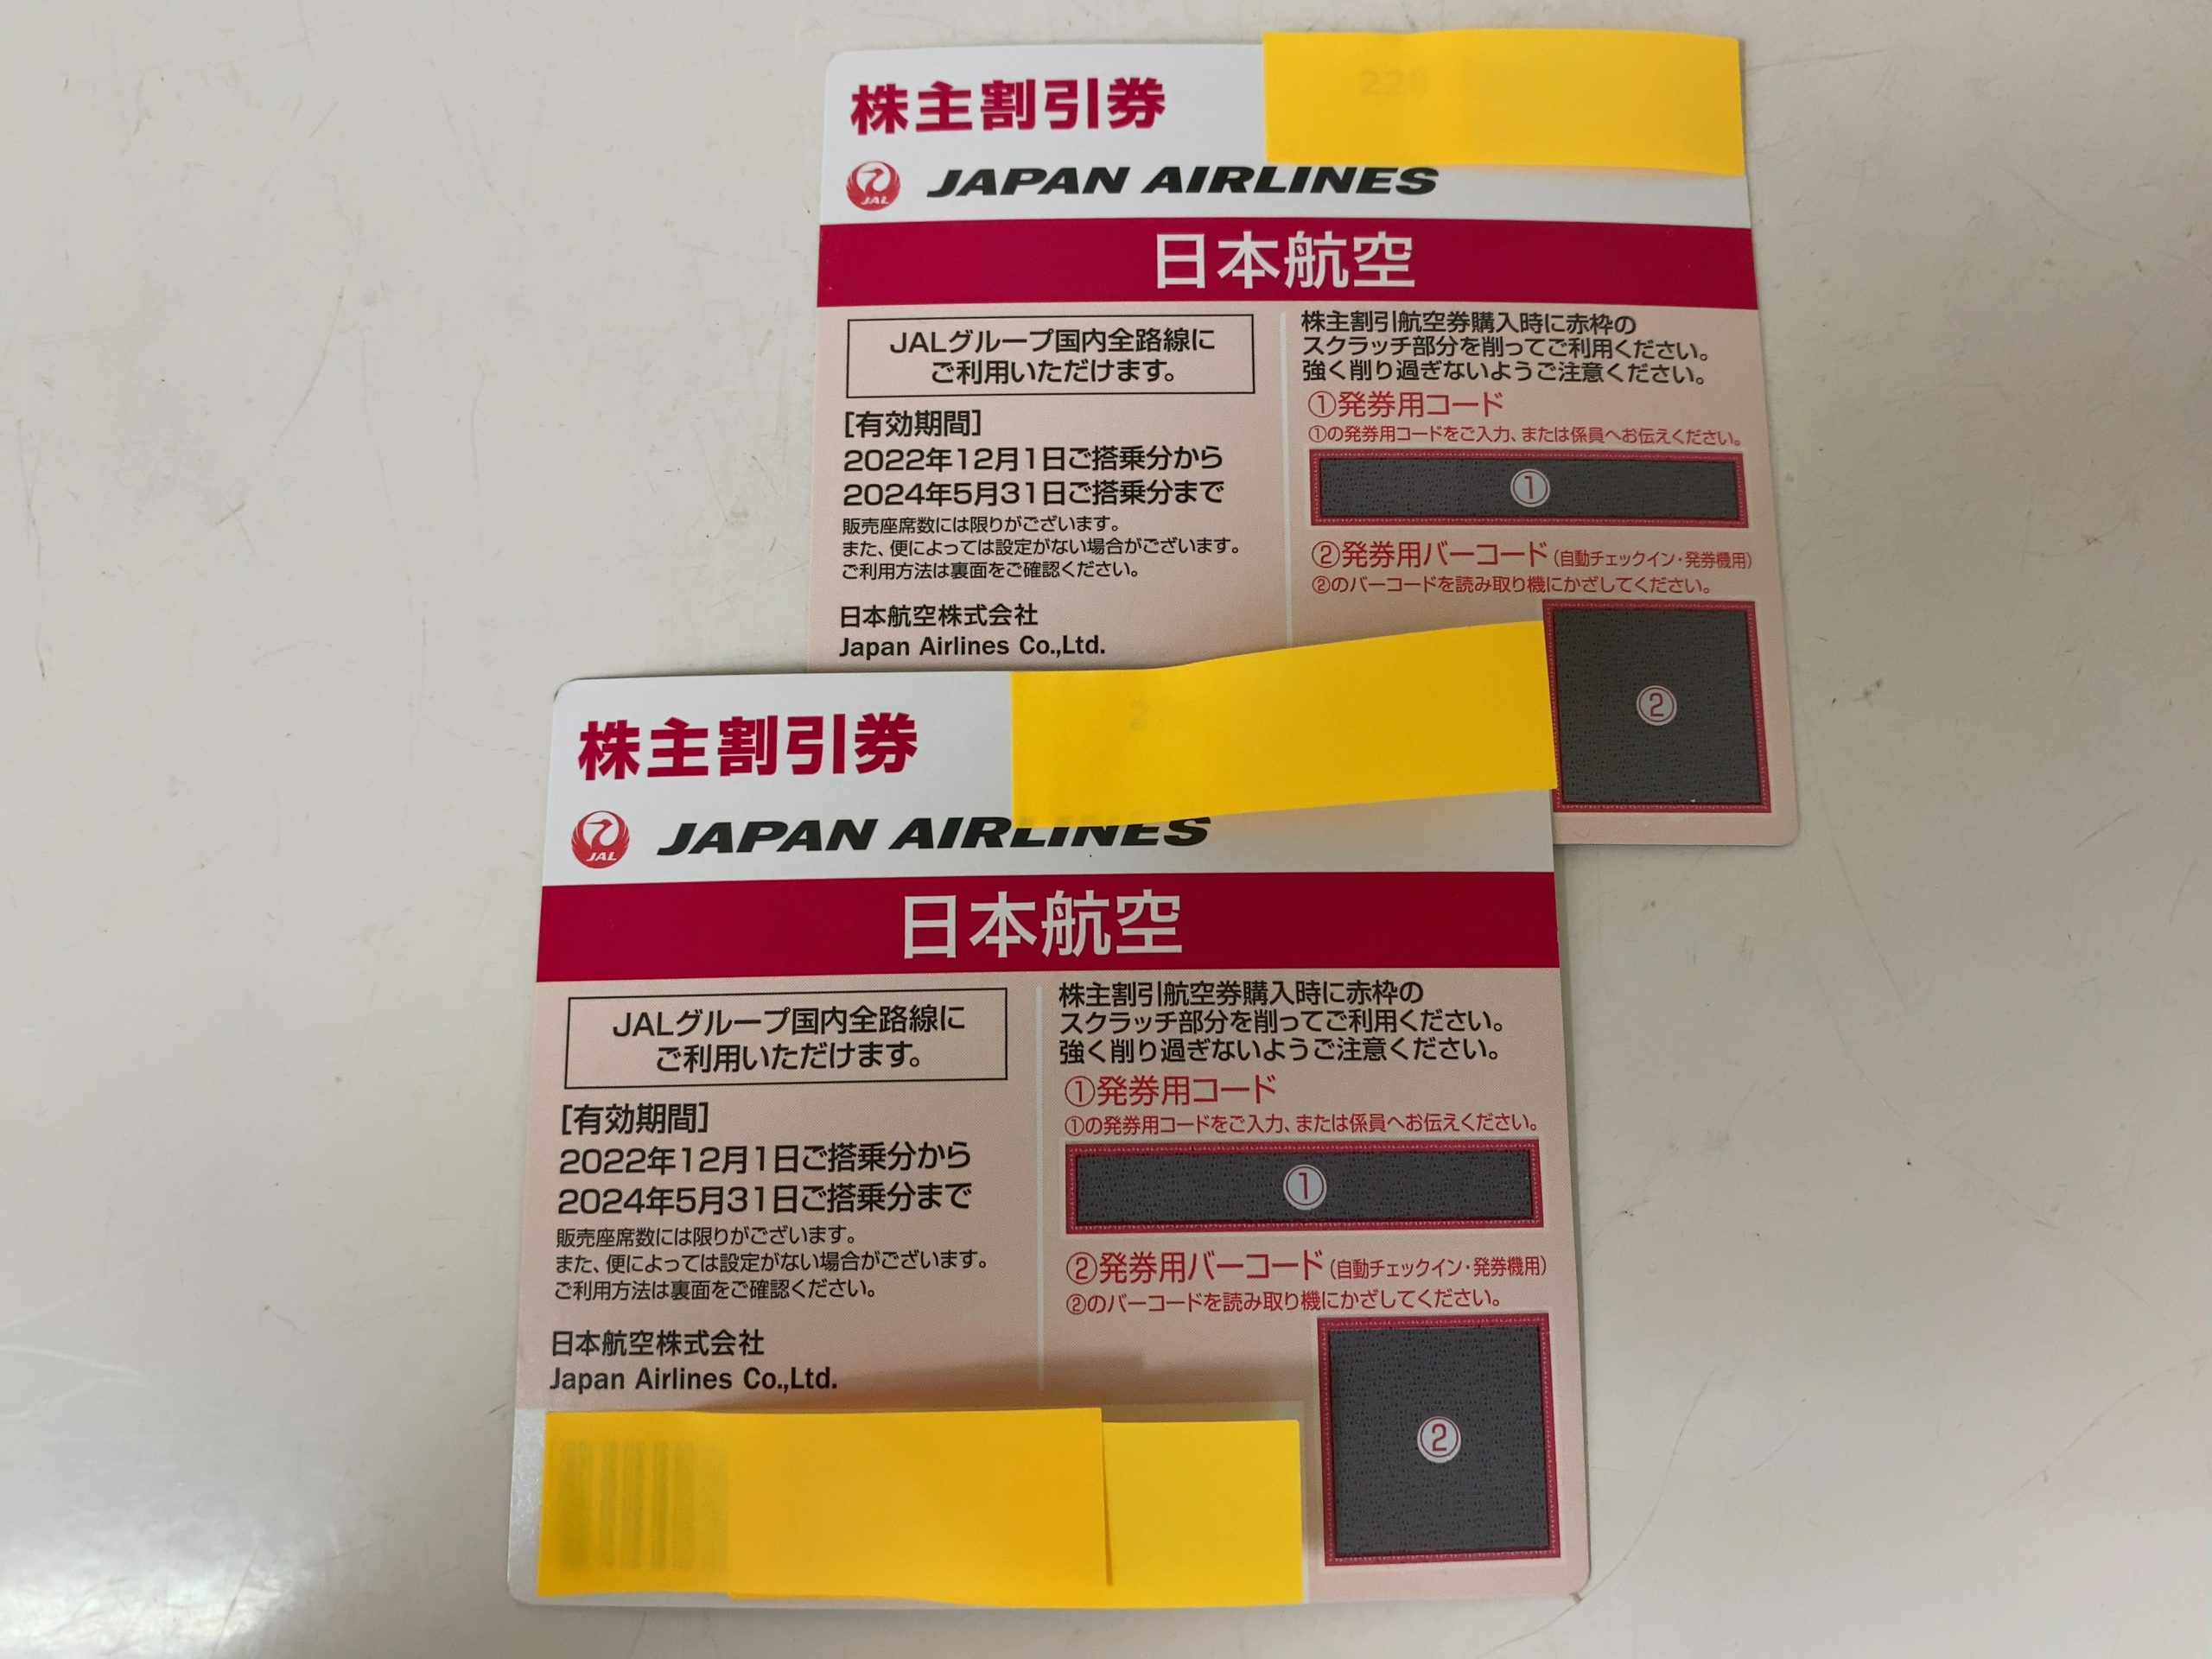 株主割引券
JAL JAPAN AIRLINES
日本航空
JALグループ国内全路線に
ご利用いただけます。
[有効期間]
2022年12月1日ご搭乗分から
2024年5月31日ご搭乗分まで
販売座席数には限りがございます。
また、便によっては設定がない場合がございます。
ご利用方法は裏面をご確認ください。
日本航空株式会社
Japan Airlines Co.,Ltd.
株主割引航空券購入時に赤枠の
スクラッチ部分を削ってご利用ください。
強く削り過ぎないようご注意ください。
①発券用コード
①の発券用コードをご入力、または係員へお伝えください。
①
②発券用バーコード(自動チェックイン・発券機用)
②のバーコードを読み取り機にかざしてください。
②
株主割引券
JAL JAPAN AIRLINES
日本航空
JALグループ国内全路線に
ご利用いただけます。
[有効期間]
2022年12月1日ご搭乗分から
2024年5月31日ご搭乗分まで
販売座席数には限りがございます。
また、便によっては設定がない場合がございます。
ご利用方法は裏面をご確認ください。
日本航空株式会社
Japan Airlines Co.,Ltd.
株主割引航空券購入時に赤枠の
スクラッチ部分を削ってご利用ください。
強く削り過ぎないようご注意ください。
①発券用コード
①の発券用コードをご入力、または係員へお伝えください。
①
②発券用バーコード(自動チェックイン・発券機用)
②のバーコードを読み取り機にかざしてください。
②